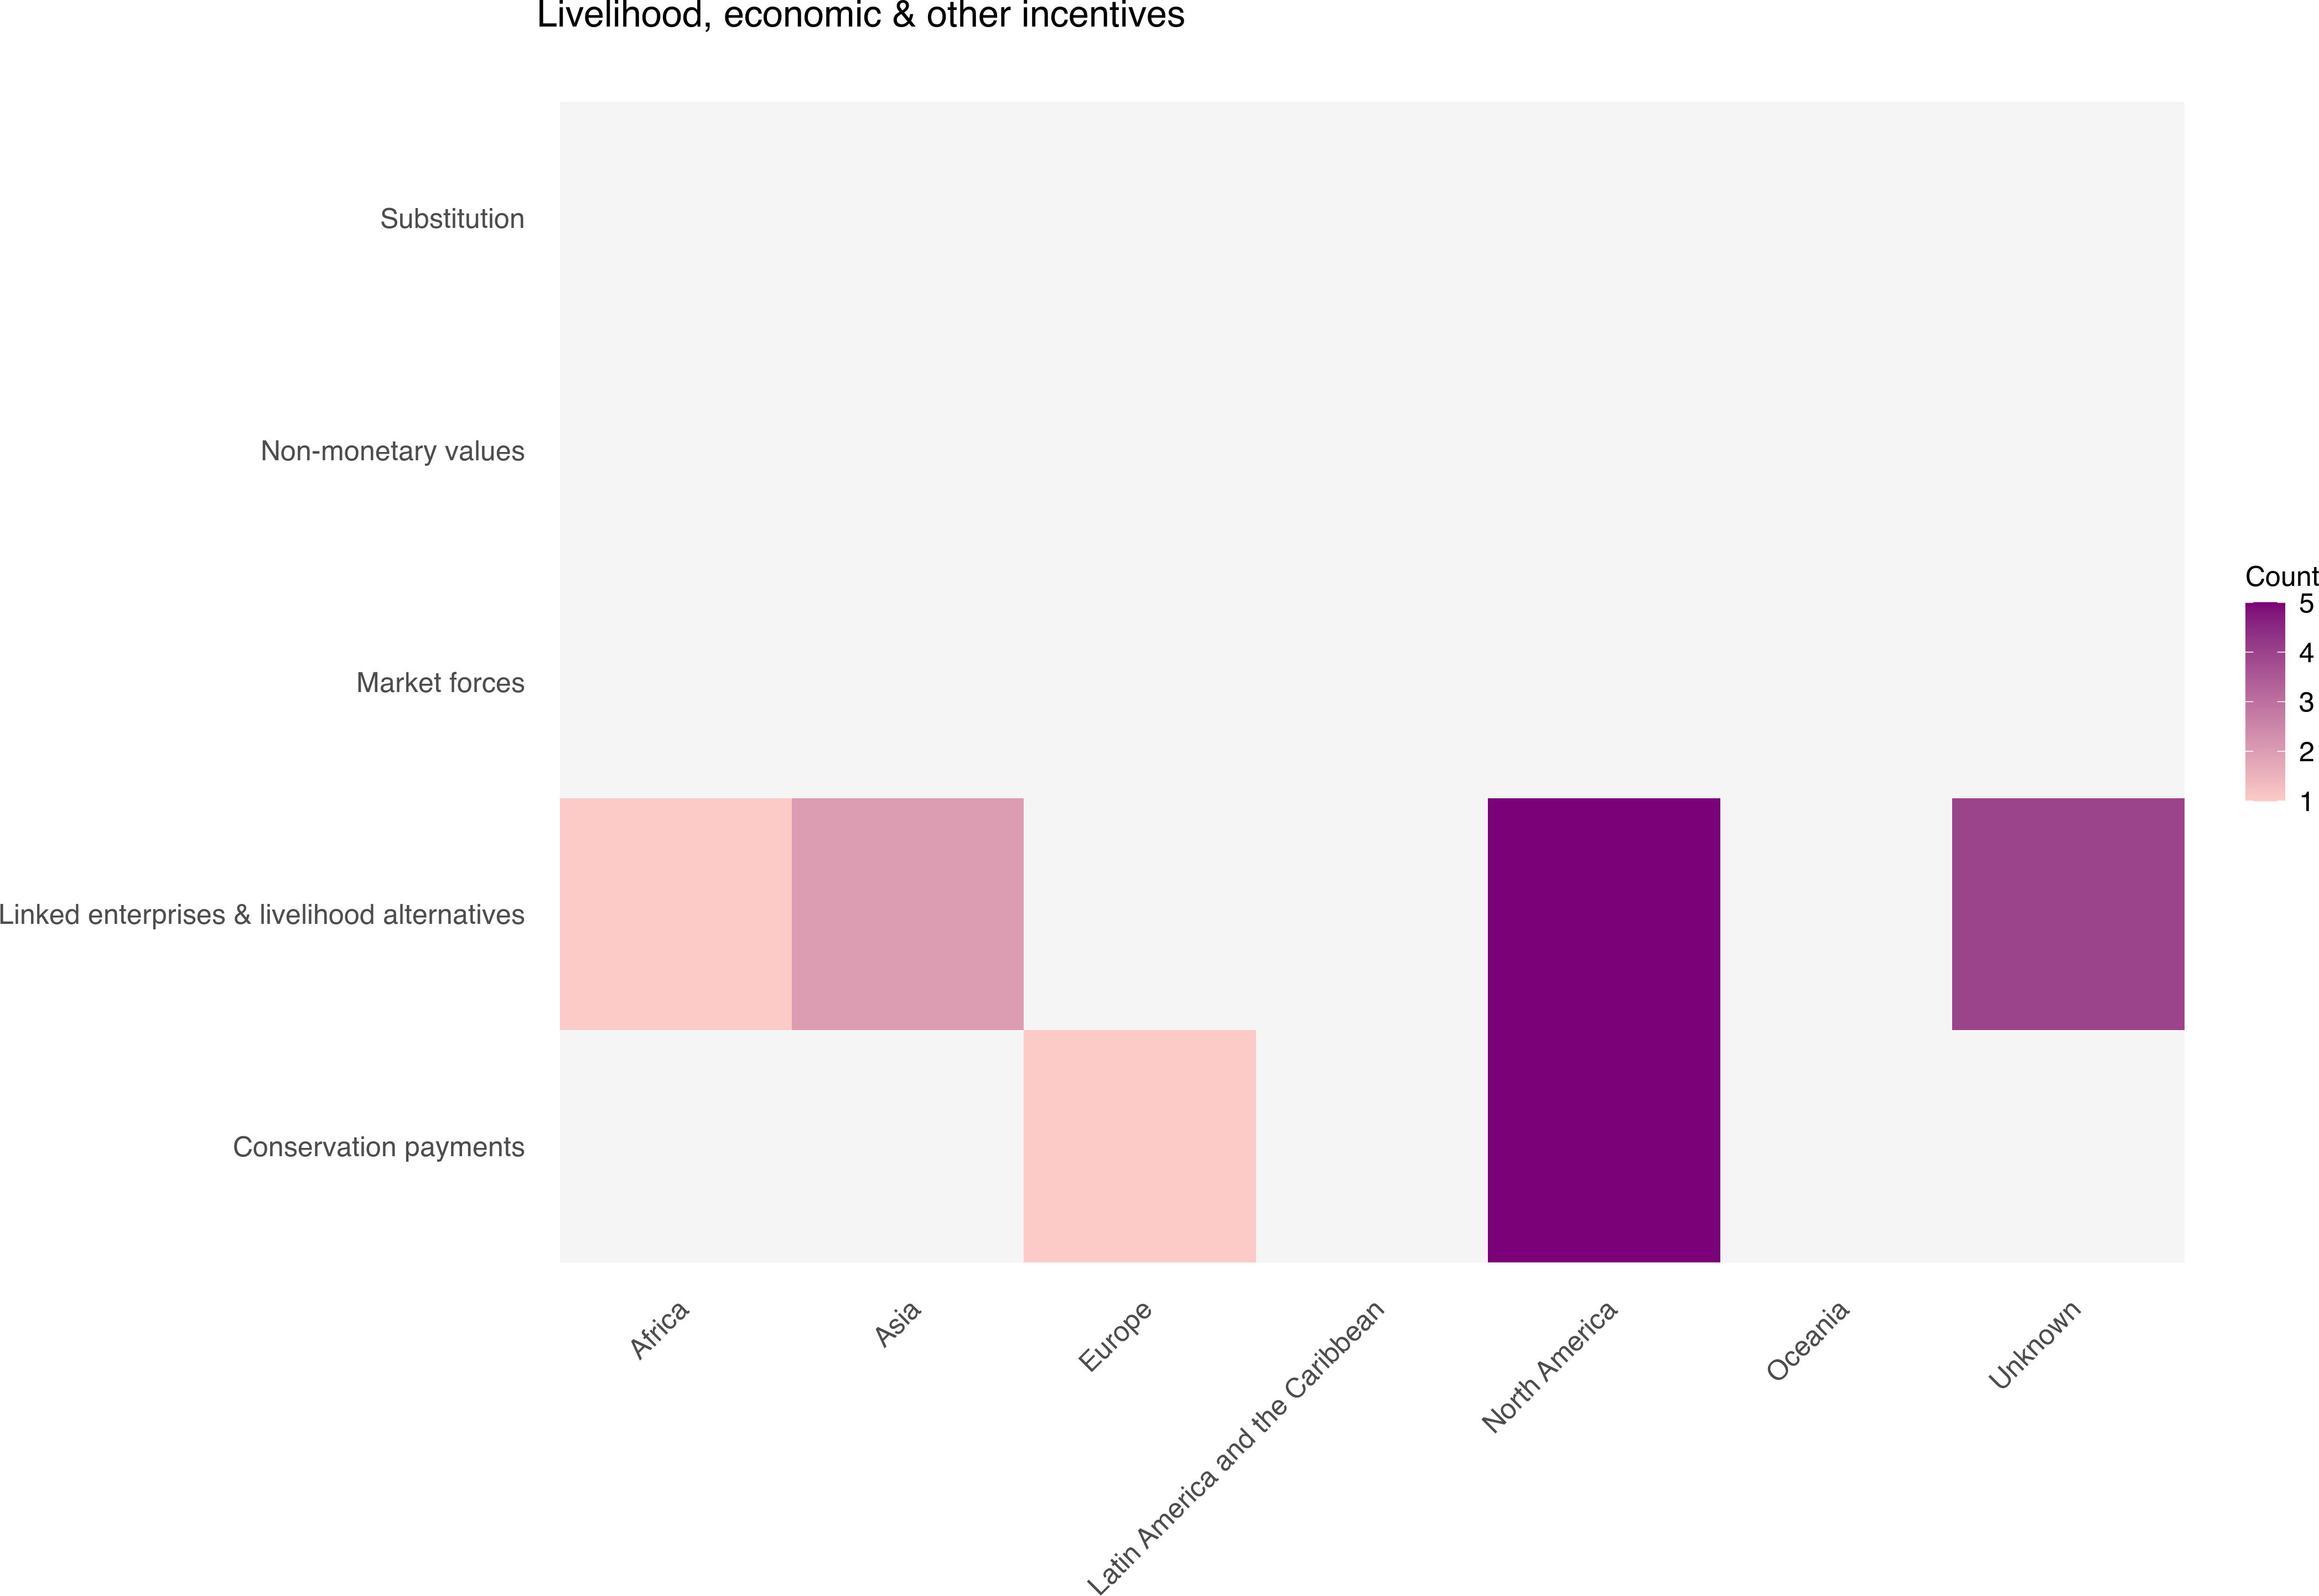 Livelihood, economic & other incentives
Substitution
Non-monetary values
Market forces
Linked enterprises & livelihood alternatives
Conservation payments
Africa
Asia
Europe
Latin America and the Caribbean
North America
Oceania
Unknown
Count
5
4
3
2
1